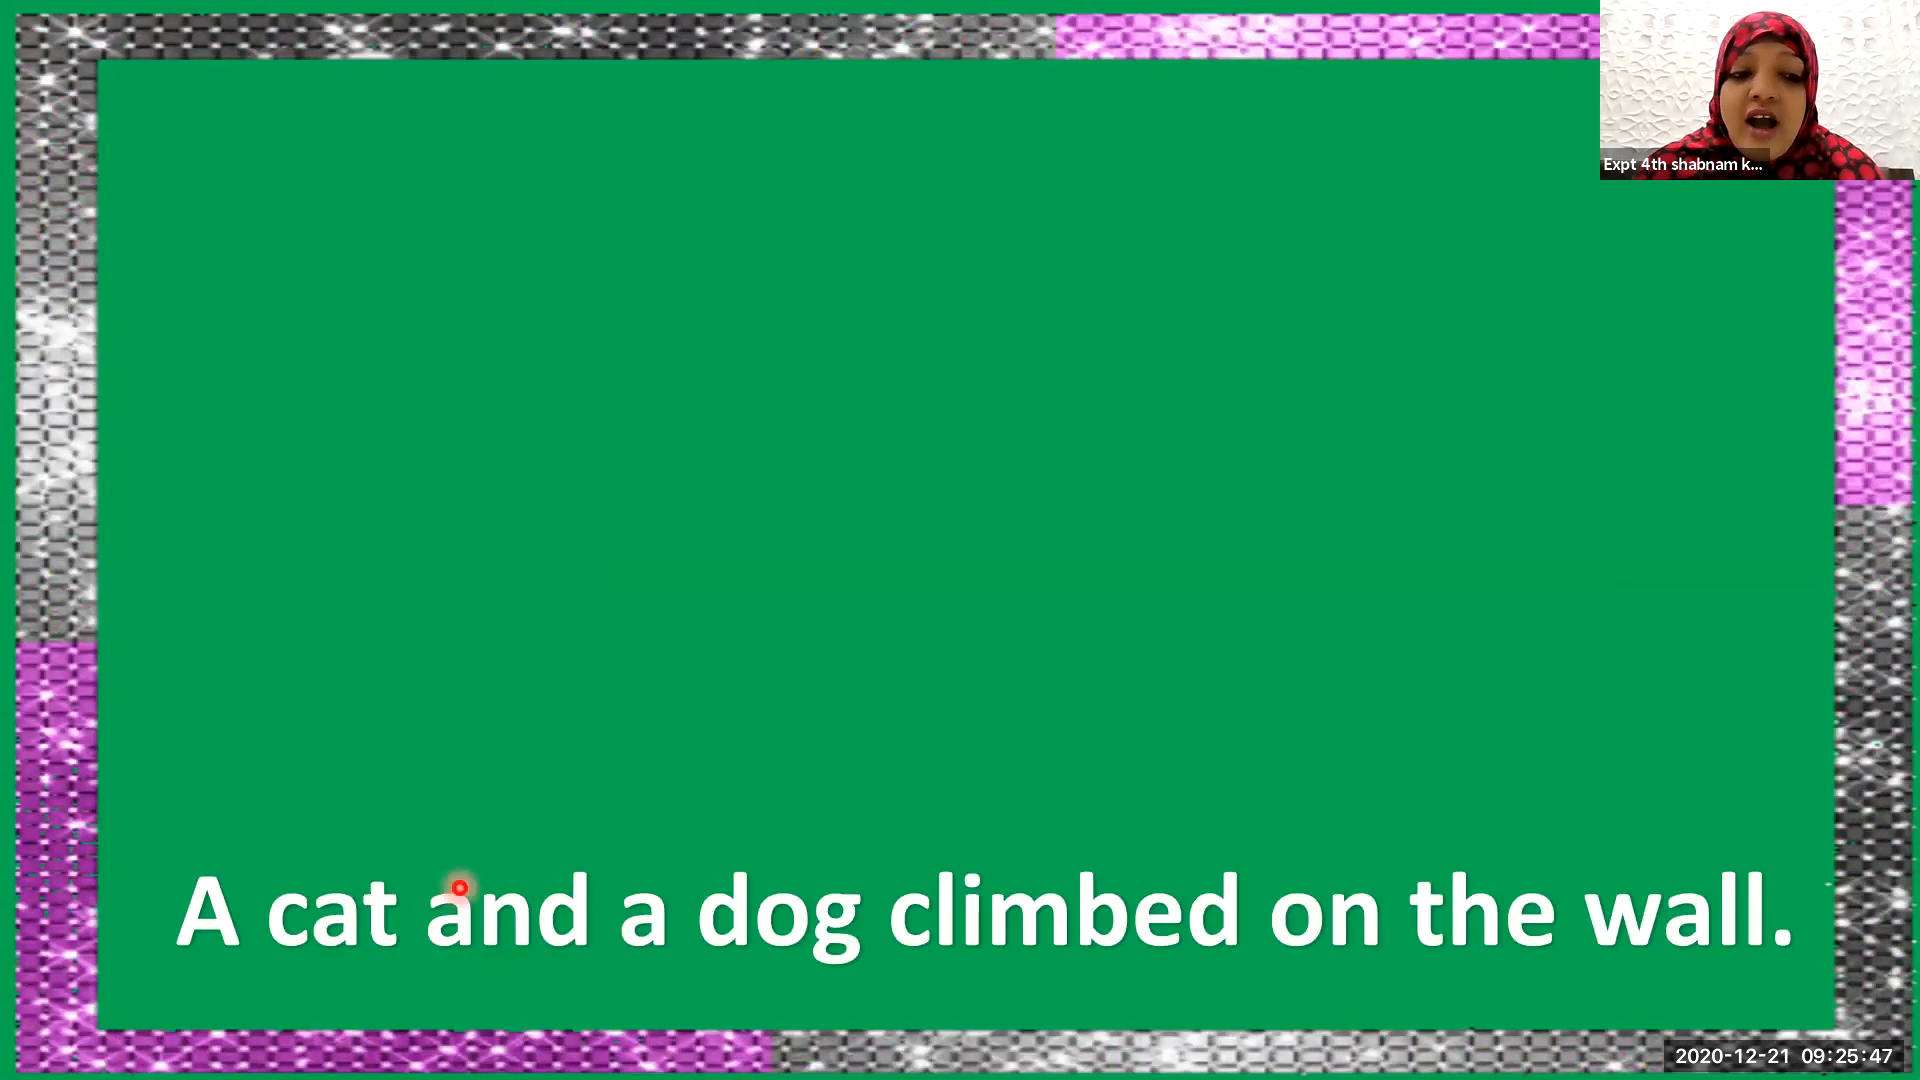 Expt 4th shabnam k...
A cat and a dog climbed on the wall.
2020-12-21 09:25:47